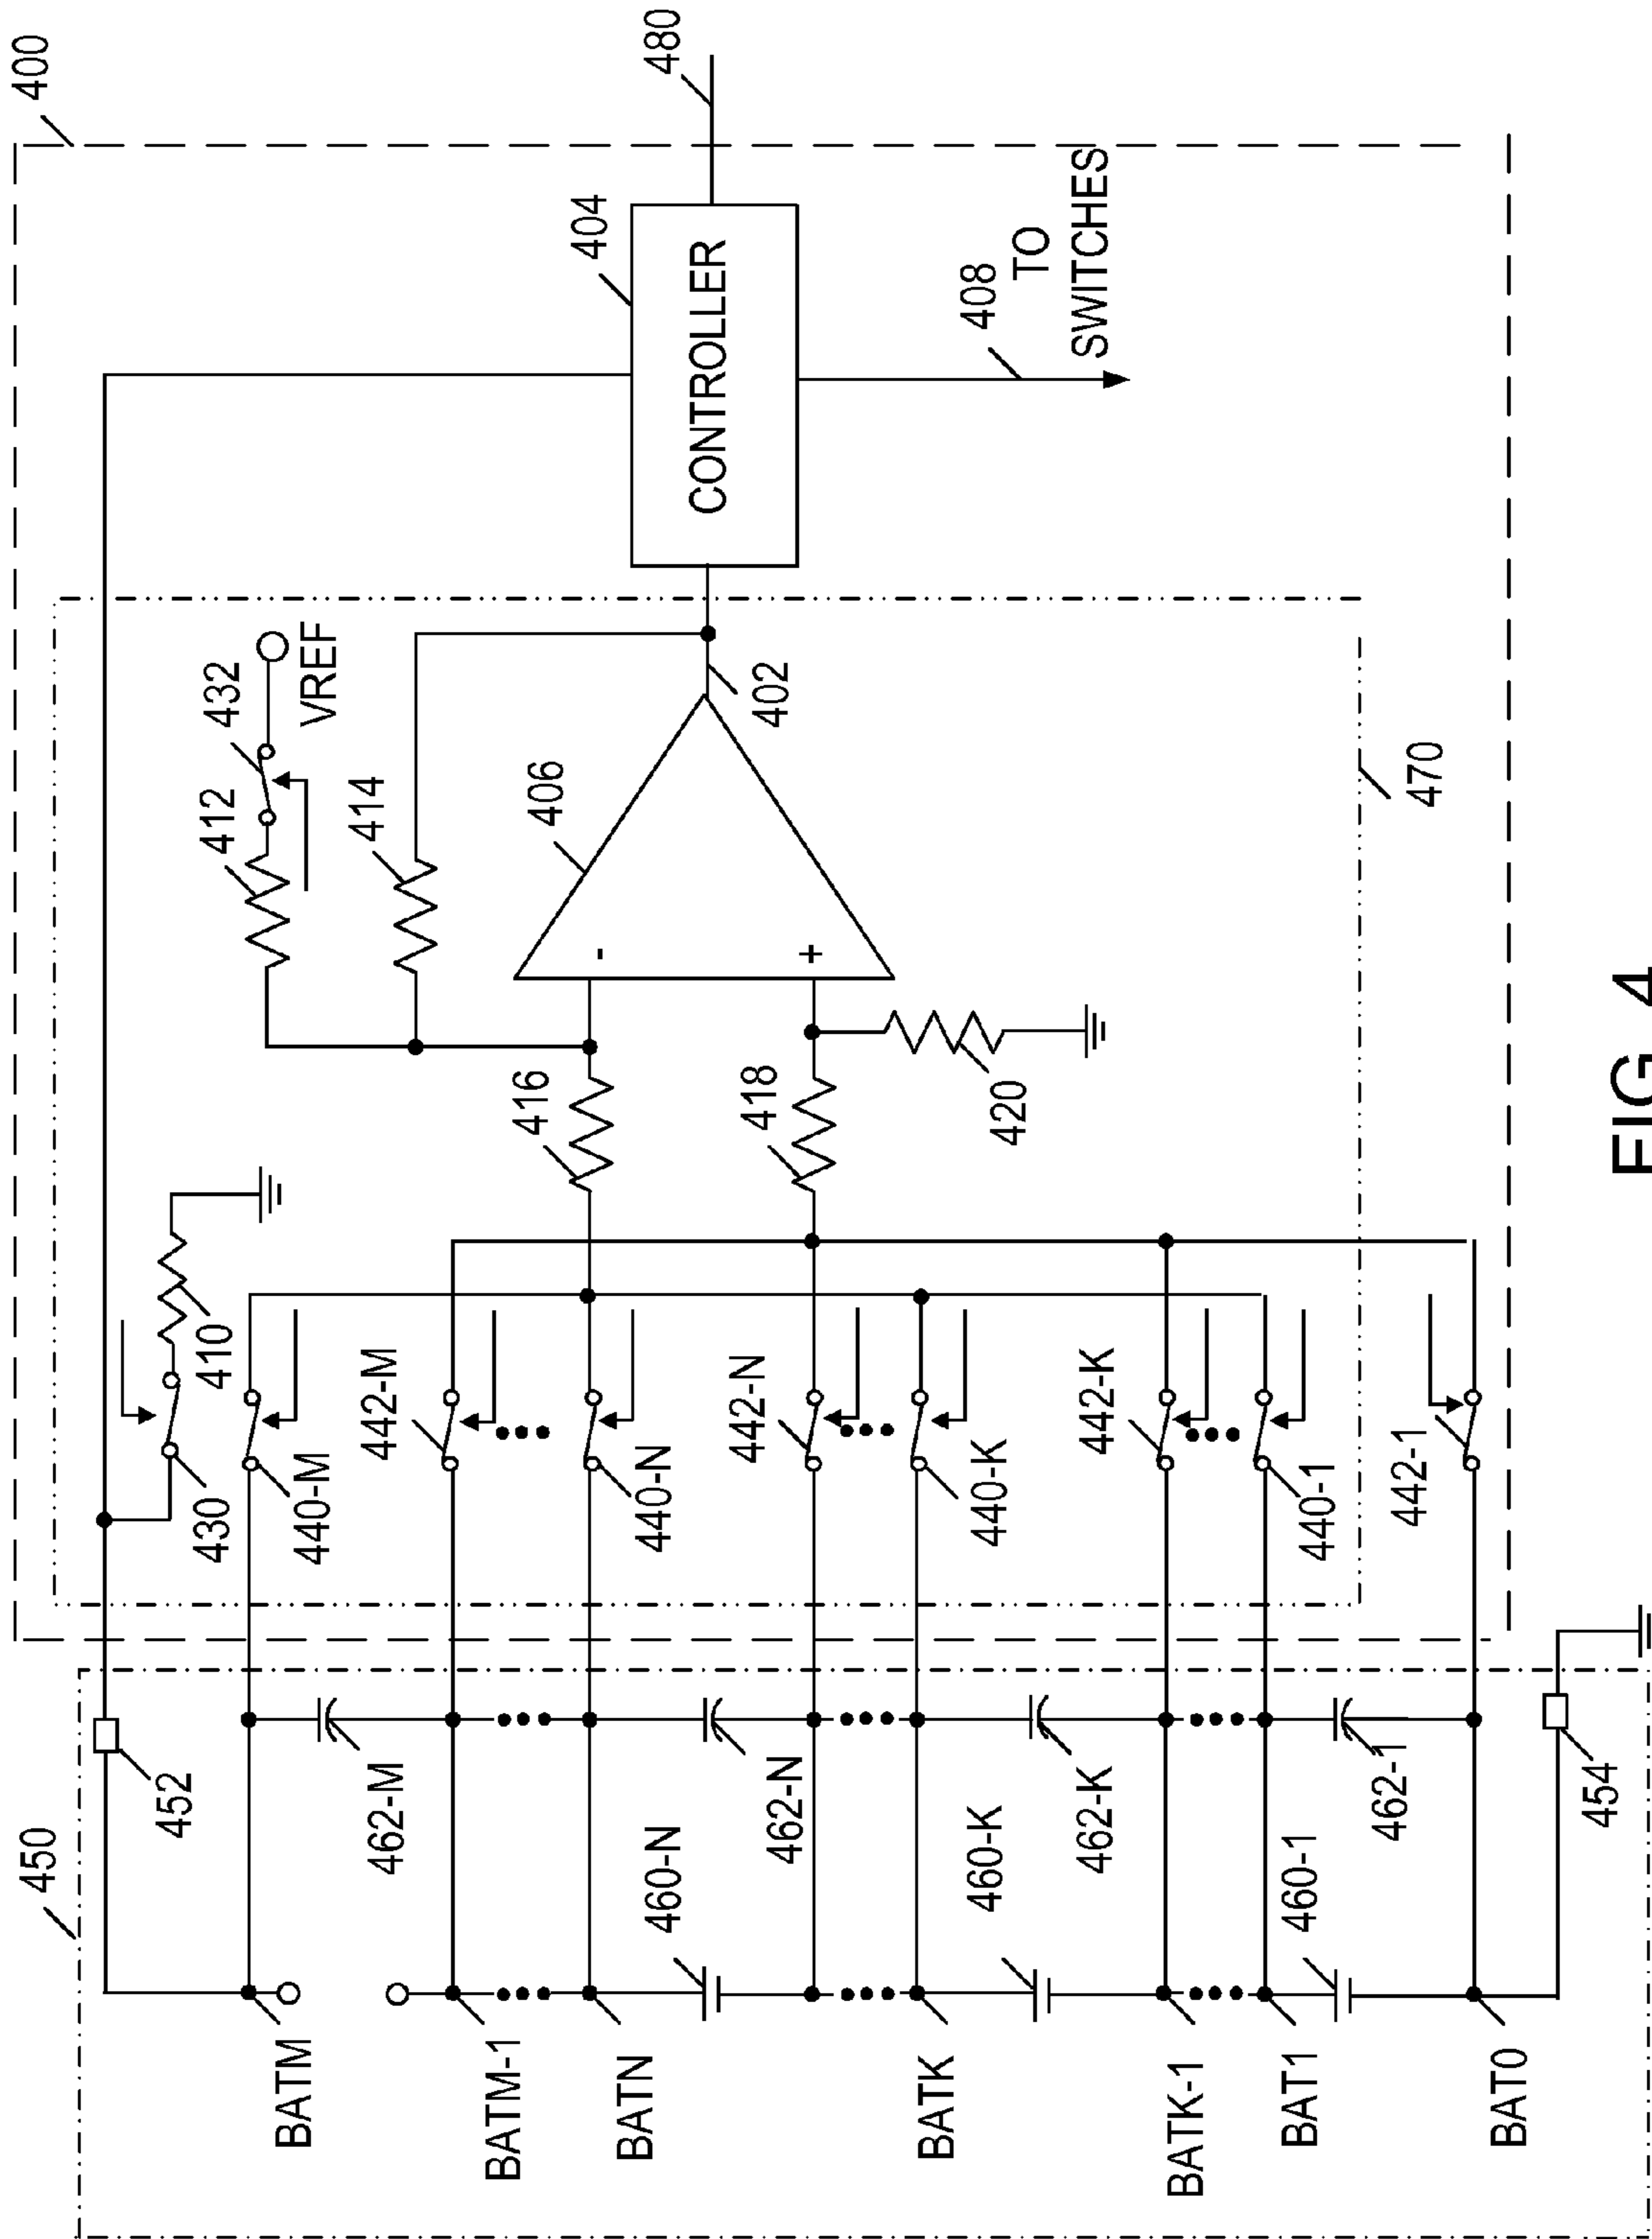 400
480
404
CONTROLLER
408
TO
SWITCHES
432
VREF
412
414
402
406
-
+
470
416
418
420
410
430
440-M
442-M
440-N
442-N
440-K
442-K
440-1
442-1
450
452
462-M
460-N
462-N
460-K
462-K
460-1
462-1
454
BATM
BATM-1
BATN
BATK
BATK-1
BAT1
BAT0
FIG. 4